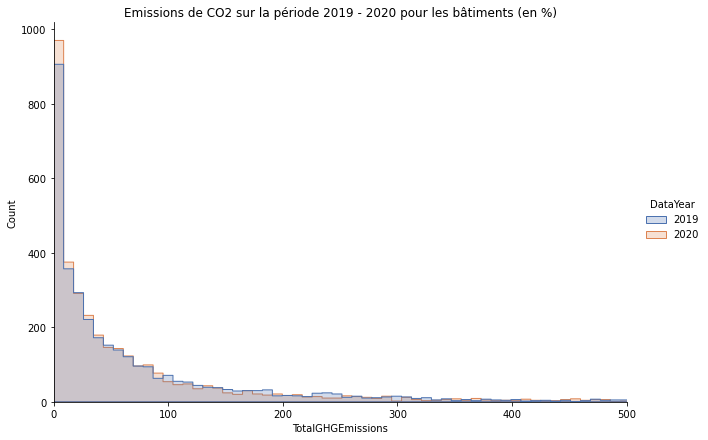 Emissions de CO2 sur la période 2019 - 2020 pour les bâtiments (en %)
1000
800
600
400
200
0
Count
0 100 200 300 400 500
TotalGHGEmissions
DataYear
2019
2020